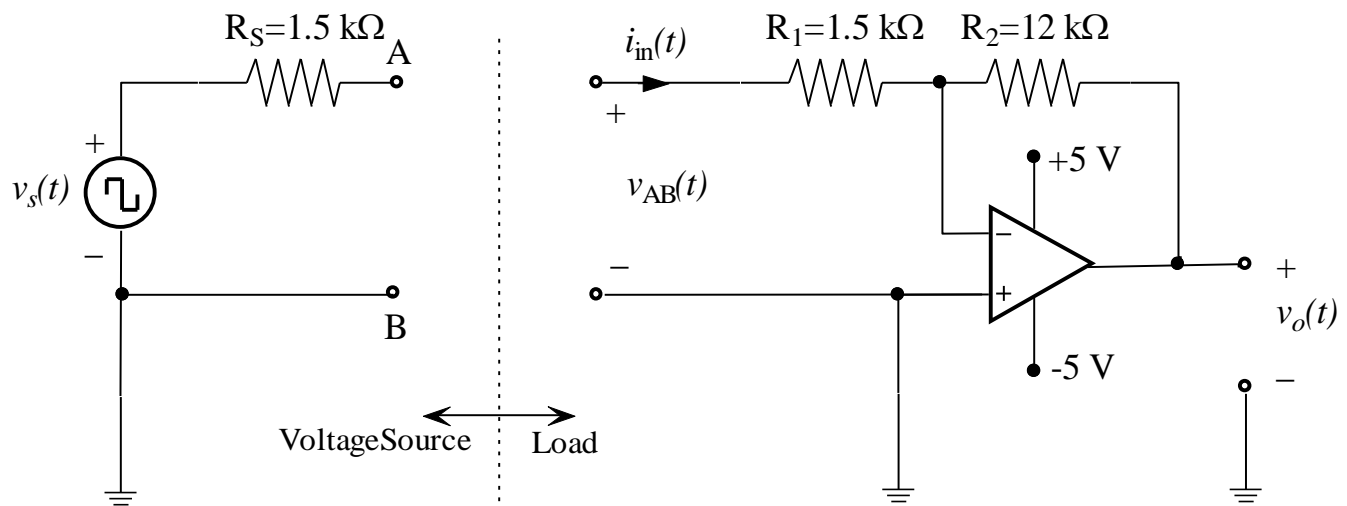 R_S=1.5 kΩ
A
i_in(t)
R_1=1.5 kΩ
R_2=12 kΩ
+
+
+5 V
v_s(t)
v_AB(t)
−
−
−
+
+
B
v_o(t)
-5 V
−
VoltageSource
Load